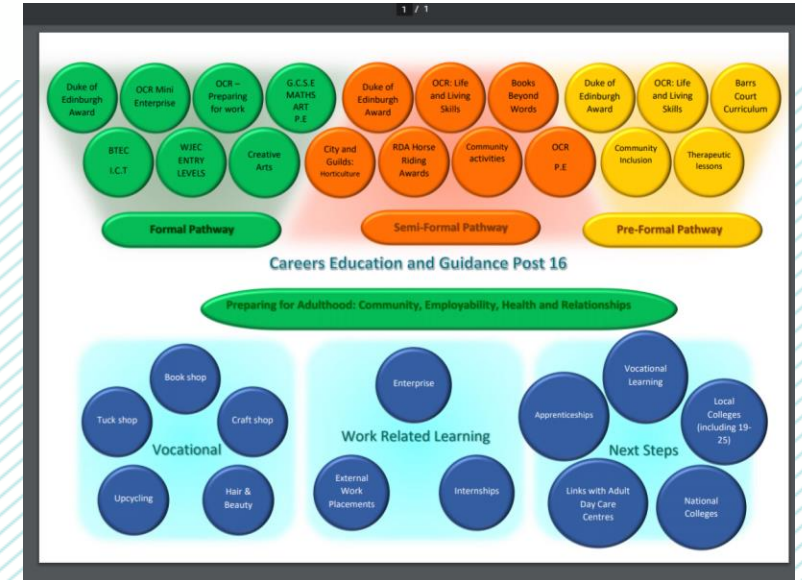 1 / 1
Duke of
Edinburgh
Award
OCR Mini
Enterprise
OCR –
Preparing
for work
G.C.S.E
MATHS
ART
P.E
Duke of
Edinburgh
Award
OCR: Life
and Living
Skills
Books
Beyond
Words
Duke of
Edinburgh
Award
OCR: Life
and Living
Skills
Barrs
Court
Curriculum
BTEC
I.C.T
WJEC
ENTRY
LEVELS
Creative
Arts
City and
Guilds:
Horticulture
RDA Horse
Riding
Awards
Community
activities
OCR
P.E
Community
Inclusion
Therapeutic
lessons
Formal Pathway
Semi-Formal Pathway
Pre-Formal Pathway
Careers Education and Guidance Post 16
Preparing for Adulthood: Community, Employability, Health and Relationships
Book shop
Tuck shop
Craft shop
Vocational
Upcycling
Hair &
Beauty
Enterprise
Work Related Learning
External
Work
Placements
Internships
Vocational
Learning
Apprenticeships
Local
Colleges
(including 19-
25)
Next Steps
Links with Adult
Day Care
Centres
National
Colleges